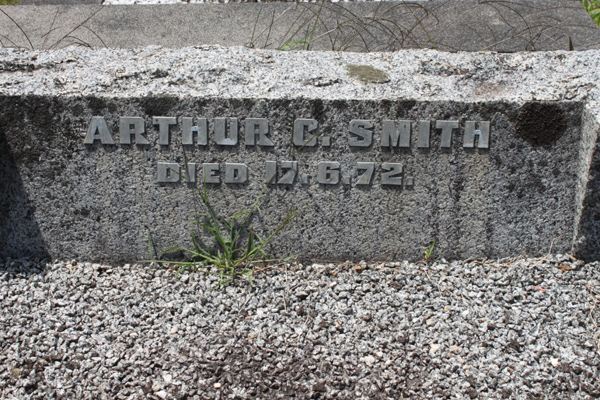 ARTHUR C. SMITH
DIED 17.6.72.